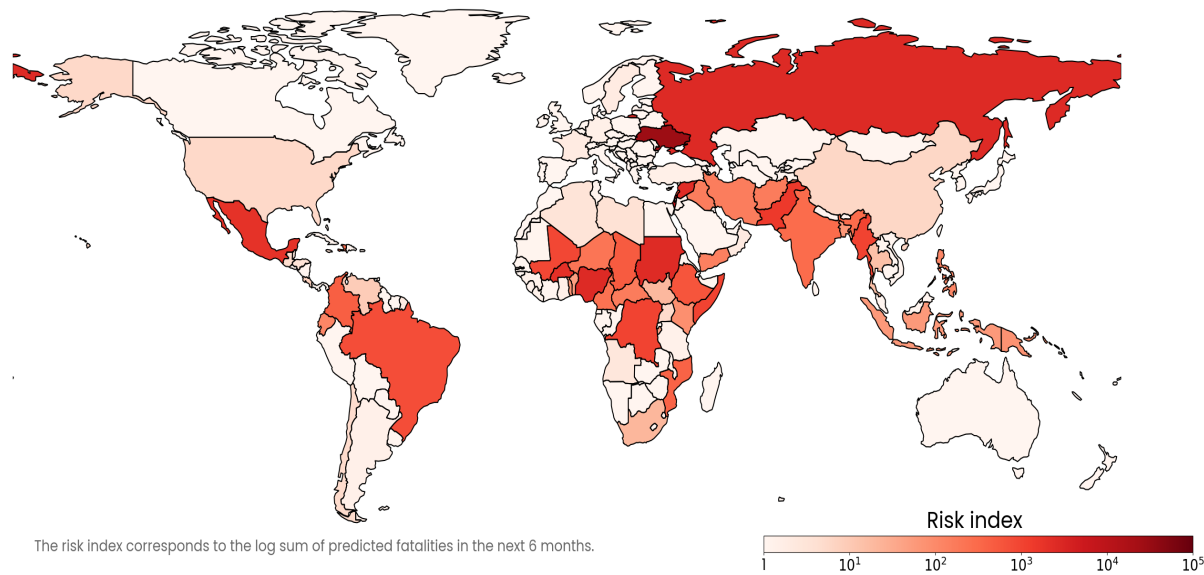 Risk index
The risk index corresponds to the log sum of predicted fatalities in the next 6 months.
1 10¹ 10² 10³ 10⁴ 10⁵